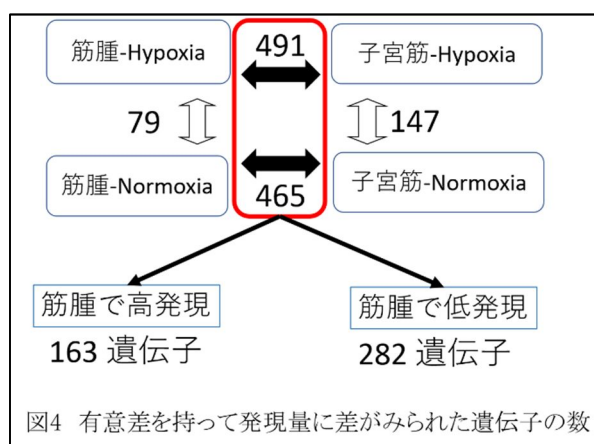 筋腫-Hypoxia
491
子宮筋-Hypoxia
79
147
筋腫-Normoxia
465
子宮筋-Normoxia
筋腫で高発現
筋腫で低発現
163 遺伝子
282 遺伝子
図4 有意差を持って発現量に差がみられた遺伝子の数